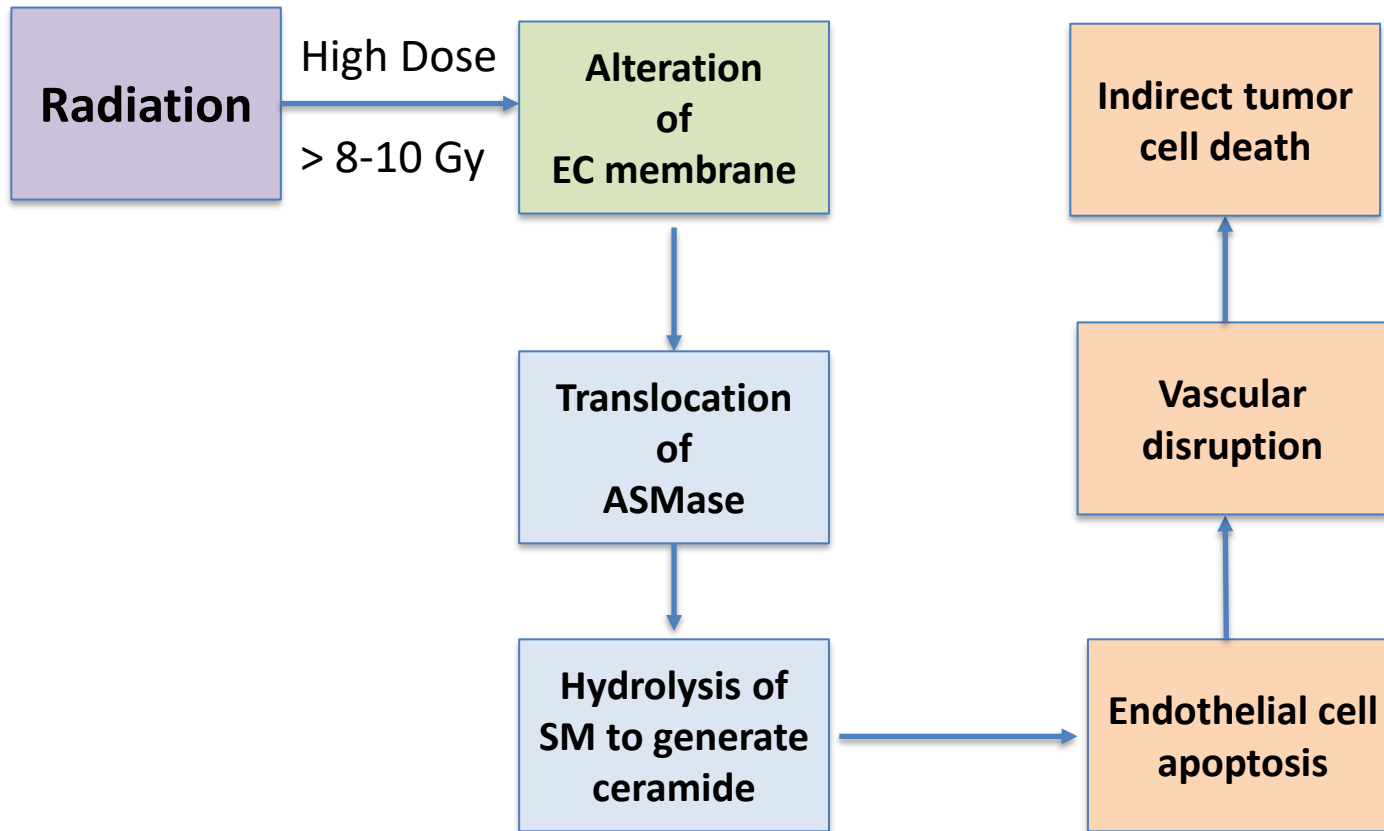 Radiation
High Dose
> 8-10 Gy
Alteration
of
EC membrane
Translocation
of
ASMase
Hydrolysis of
SM to generate
ceramide
Endothelial cell
apoptosis
Vascular
disruption
Indirect tumor
cell death